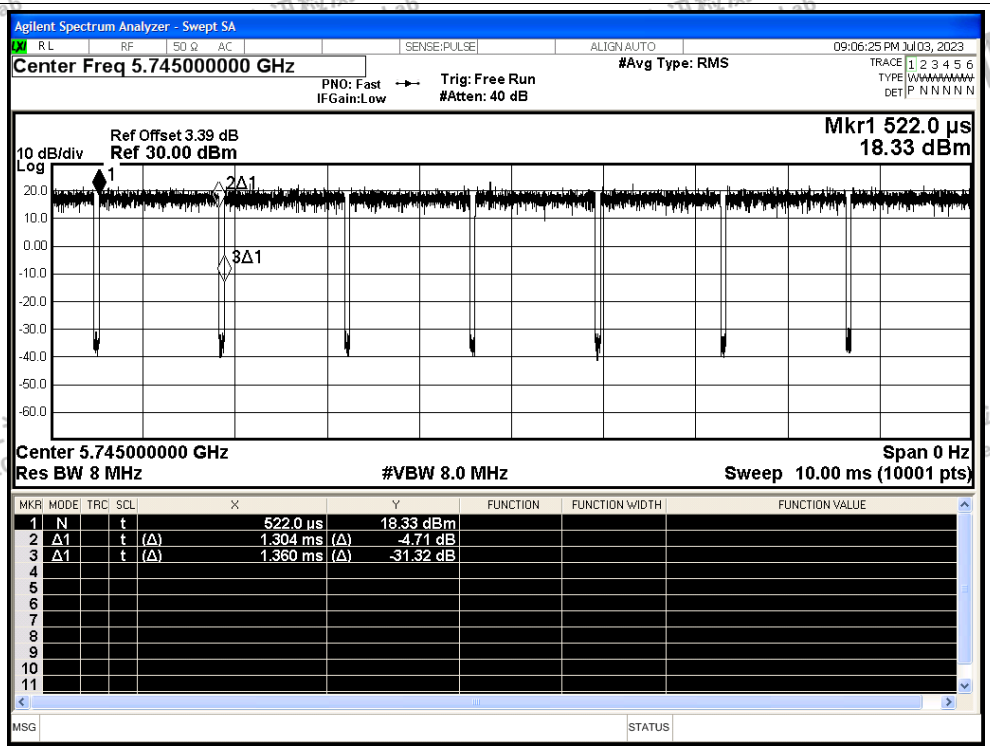 Agilent Spectrum Analyzer - Swept SA
LXI RL RF 50 Ω AC SENSE:PULSE ALIGN AUTO 09:06:25 PM Jul 03, 2023
Center Freq 5.745000000 GHz #Avg Type: RMS TRACE 1 2 3 4 5 6
PNO: Fast Trig: Free Run TYPE WWWWWW
IFGain:Low #Atten: 40 dB DET P N N N N N
Mkr1 522.0 µs
18.33 dBm
Ref Offset 3.39 dB
10 dB/div Ref 30.00 dBm
Log
1
2Δ1
3Δ1
20.0
10.0
0.00
-10.0
-20.0
-30.0
-40.0
-50.0
-60.0
Center 5.745000000 GHz Span 0 Hz
Res BW 8 MHz #VBW 8.0 MHz Sweep 10.00 ms (10001 pts)
MKR MODE TRC SCL X Y FUNCTION FUNCTION WIDTH FUNCTION VALUE
1 N t 522.0 µs 18.33 dBm
2 Δ1 t (Δ) 1.304 ms (Δ) -4.71 dB
3 Δ1 t (Δ) 1.360 ms (Δ) -31.32 dB
4
5
6
7
8
9
10
11
MSG STATUS